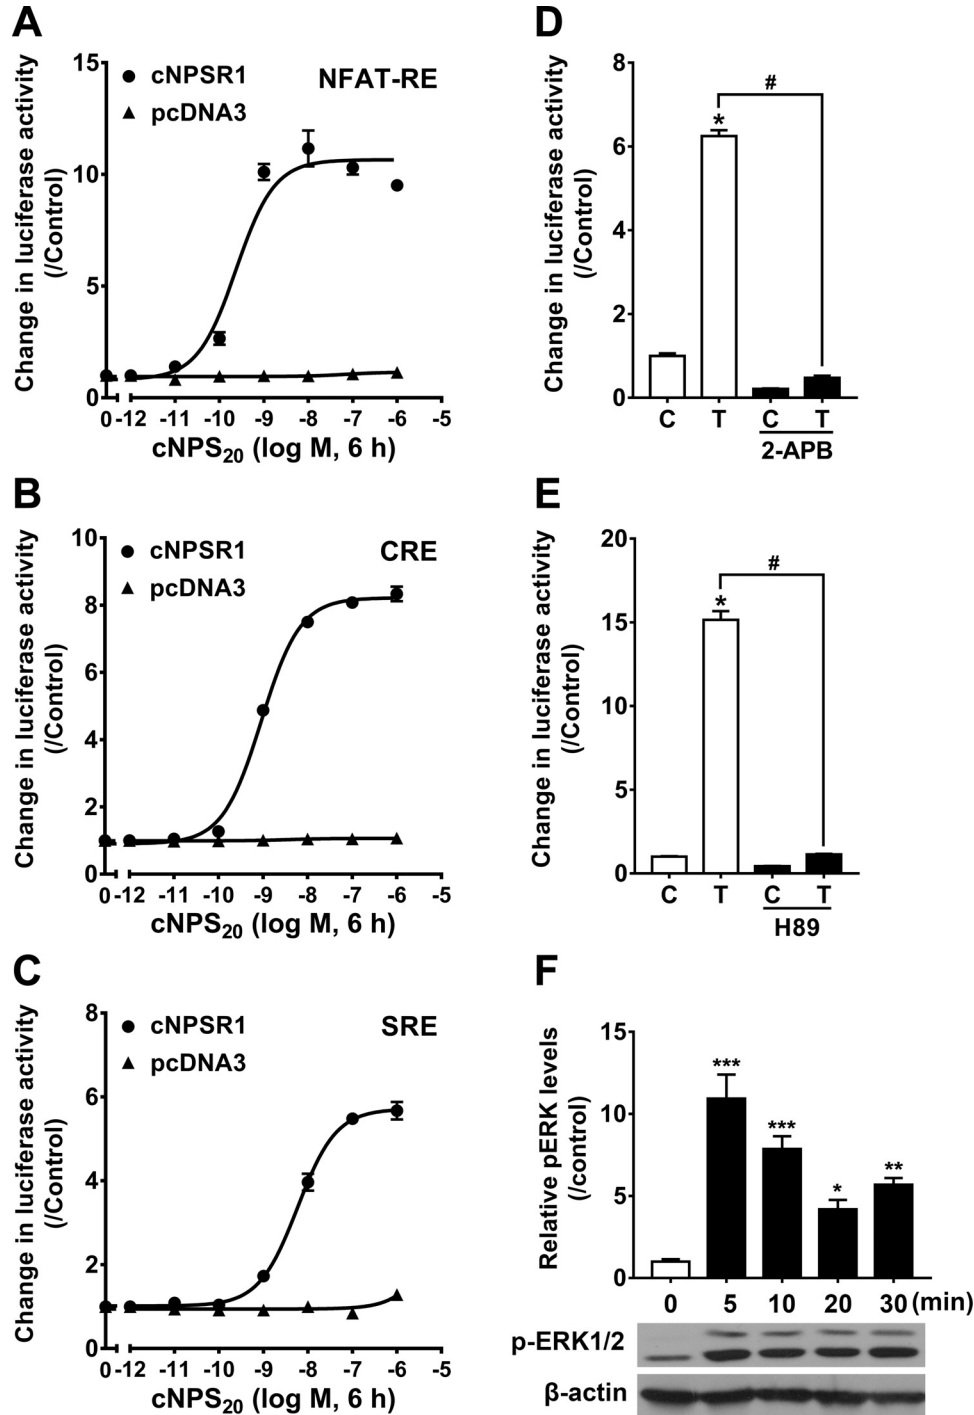 A
Change in luciferase activity
(/Control)
15
10
5
0
cNPSR1
pcDNA3
NFAT-RE
0 -12 -11 -10 -9 -8 -7 -6 -5
cNPS20 (log M, 6 h)
B
Change in luciferase activity
(/Control)
10
8
6
4
2
0
cNPSR1
pcDNA3
CRE
0 -12 -11 -10 -9 -8 -7 -6 -5
cNPS20 (log M, 6 h)
C
Change in luciferase activity
(/Control)
8
6
4
2
0
cNPSR1
pcDNA3
SRE
0 -12 -11 -10 -9 -8 -7 -6 -5
cNPS20 (log M, 6 h)
D
Change in luciferase activity
(/Control)
8
6
4
2
0
#
*
C T C T
2-APB
E
Change in luciferase activity
(/Control)
20
15
10
5
0
#
*
C T C T
H89
F
Relative pERK levels
(/control)
15
10
5
0
***
***
*
**
0 5 10 20 30 (min)
p-ERK1/2
β-actin